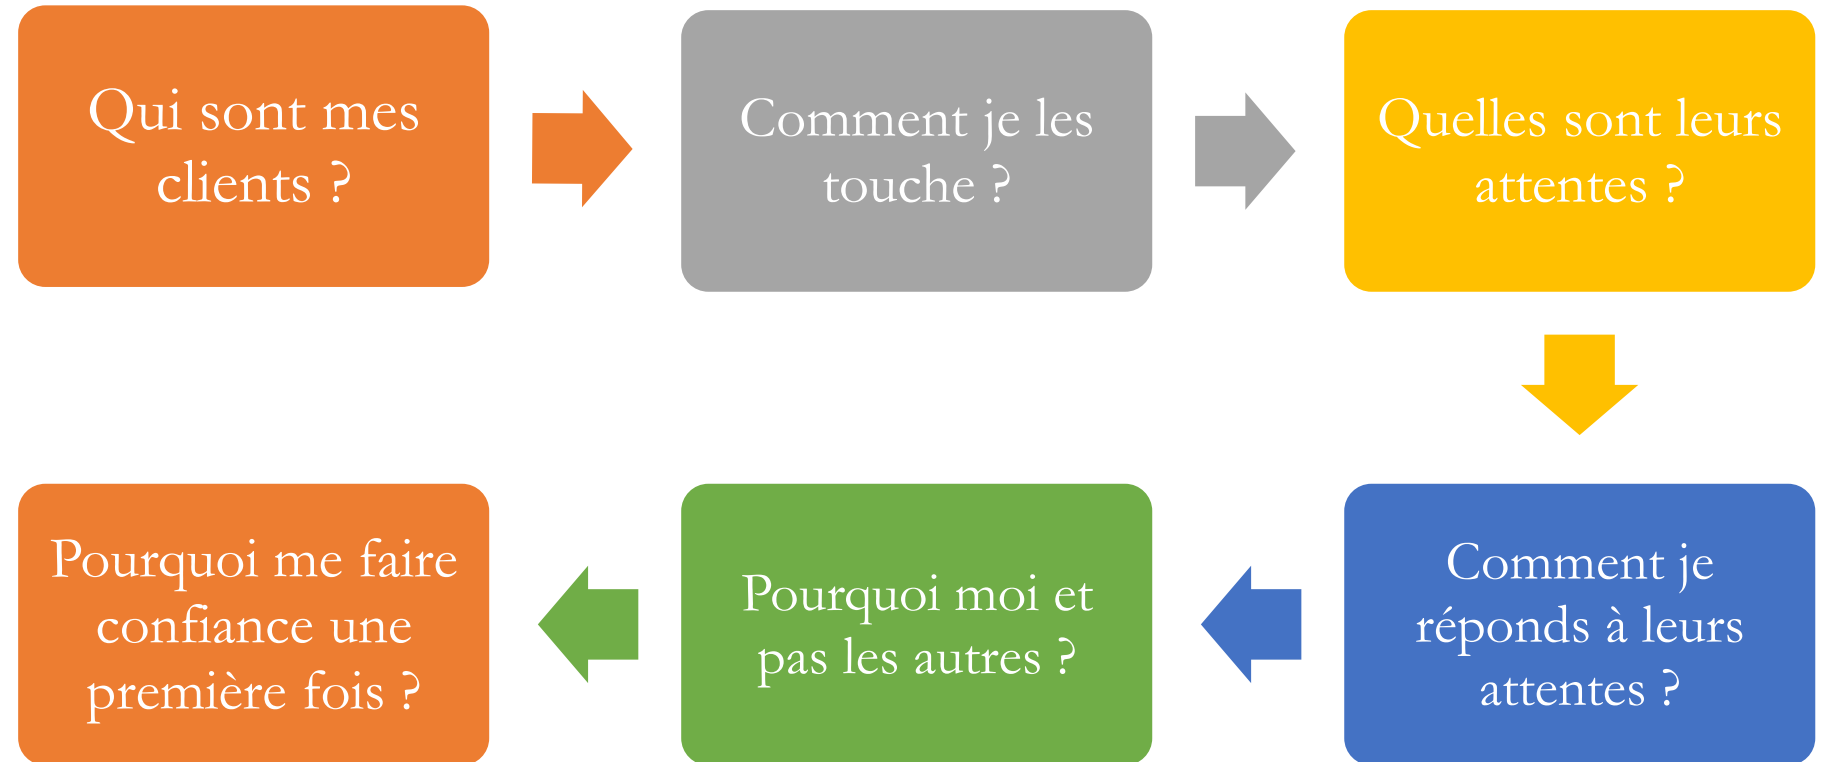 Qui sont mes
clients ?
Comment je les
touche ?
Quelles sont leurs
attentes ?
Comment je
réponds à leurs
attentes ?
Pourquoi moi et
pas les autres ?
Pourquoi me faire
confiance une
première fois ?